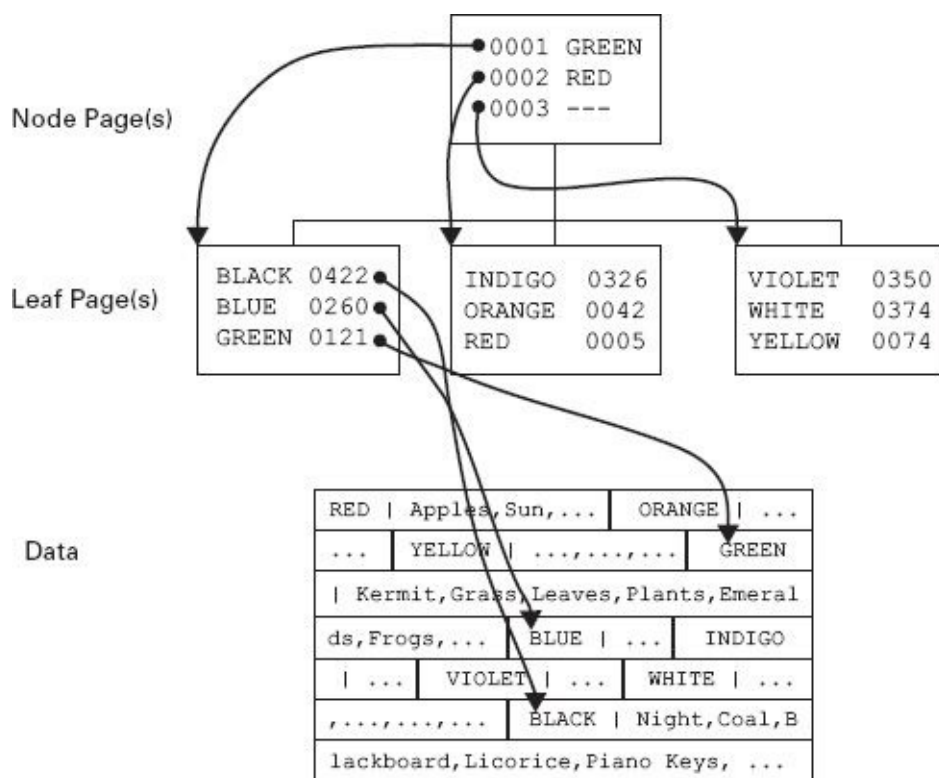 0001 GREEN
0002 RED
0003 ---
Node Page(s)
Leaf Page(s)
BLACK 0422
BLUE 0260
GREEN 0121
INDIGO 0326
ORANGE 0042
RED 0005
VIOLET 0350
WHITE 0374
YELLOW 0074
Data
RED | Apples,Sun,... ORANGE | ...
... YELLOW | ...,...,... GREEN
| Kermit,Grass,Leaves,Plants,Emeral
ds,Frogs,... BLUE | ... INDIGO
| ... VIOLET | ... WHITE | ...
,...,...,... BLACK | Night,Coal,B
lackboard,Licorice,Piano Keys, ...